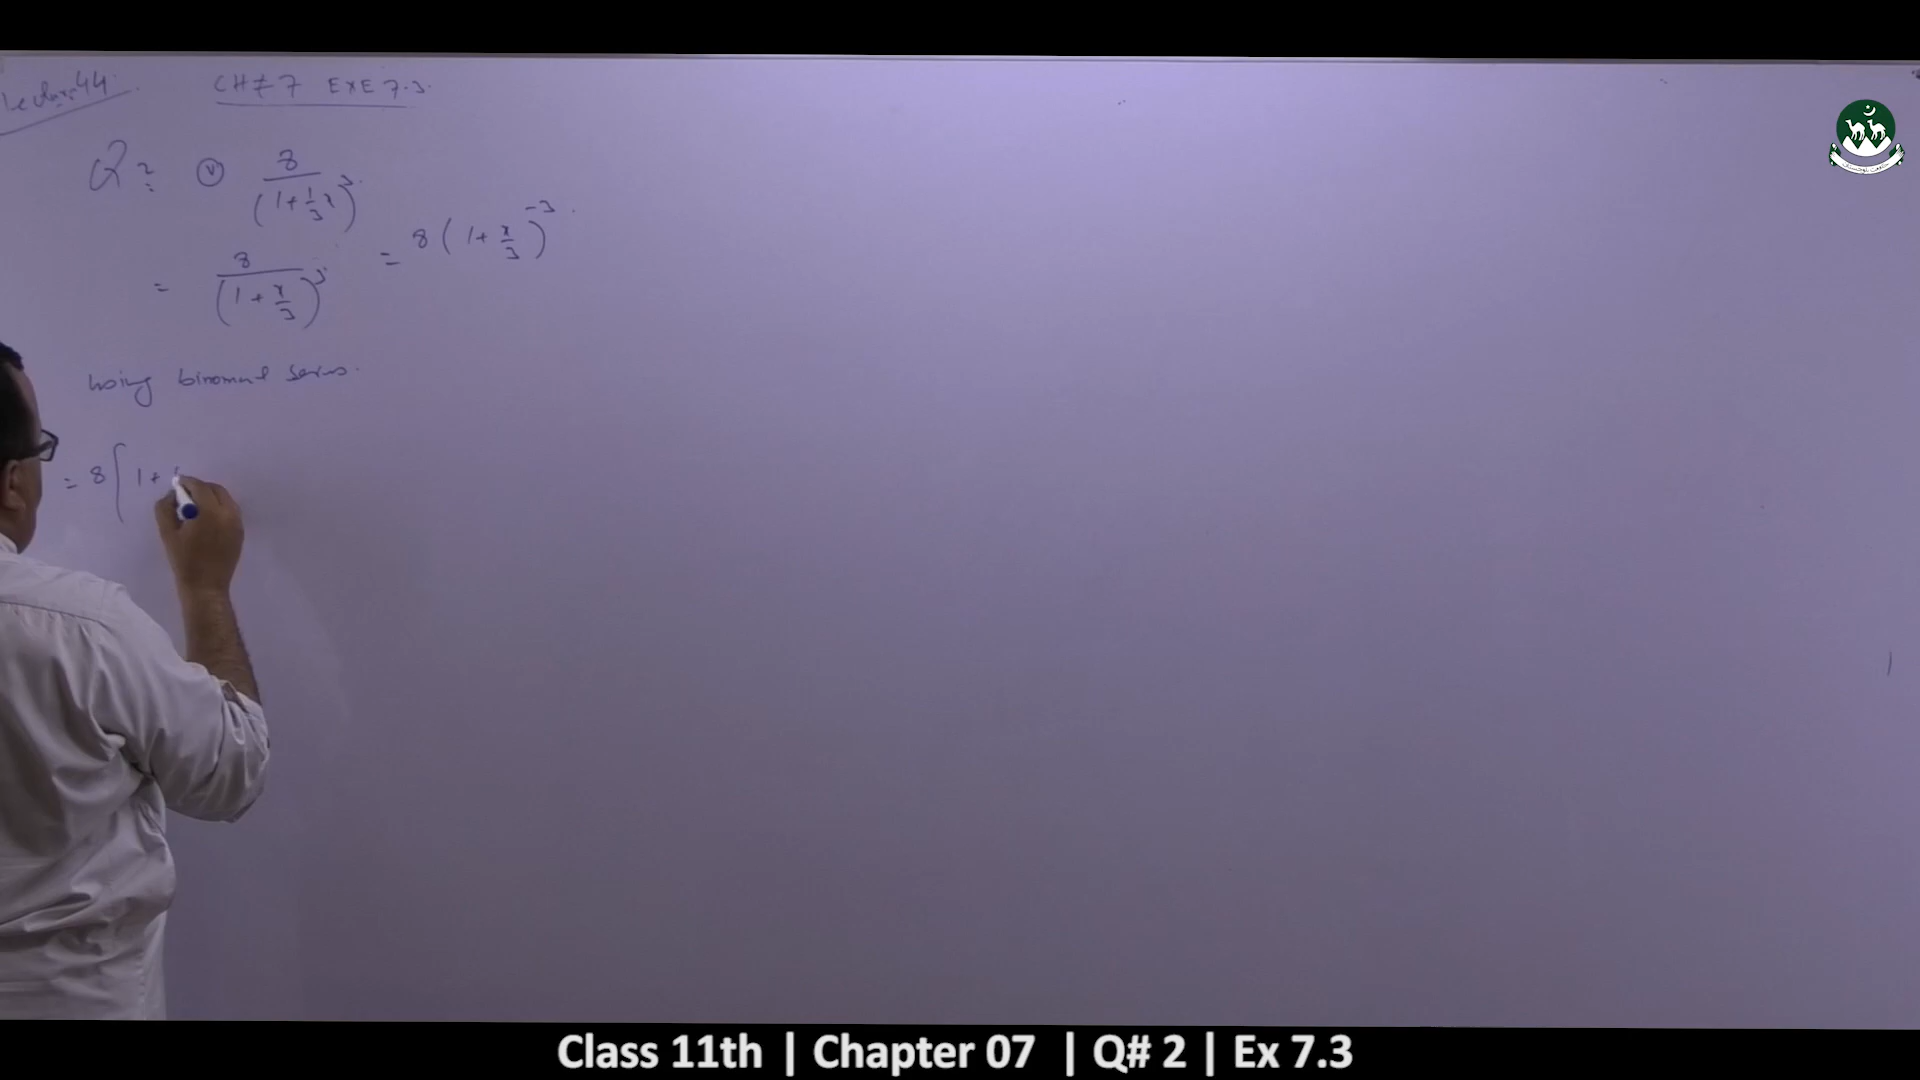 Lecture 44.
CH # 7 EXE 7.3.
Q2: (v) 8/(1+1/3x)^3.
= 8/(1+x/3)^3 = 8(1+x/3)^-3.
Using binomial series.
= 8[1+
Class 11th | Chapter 07 | Q# 2 | Ex 7.3